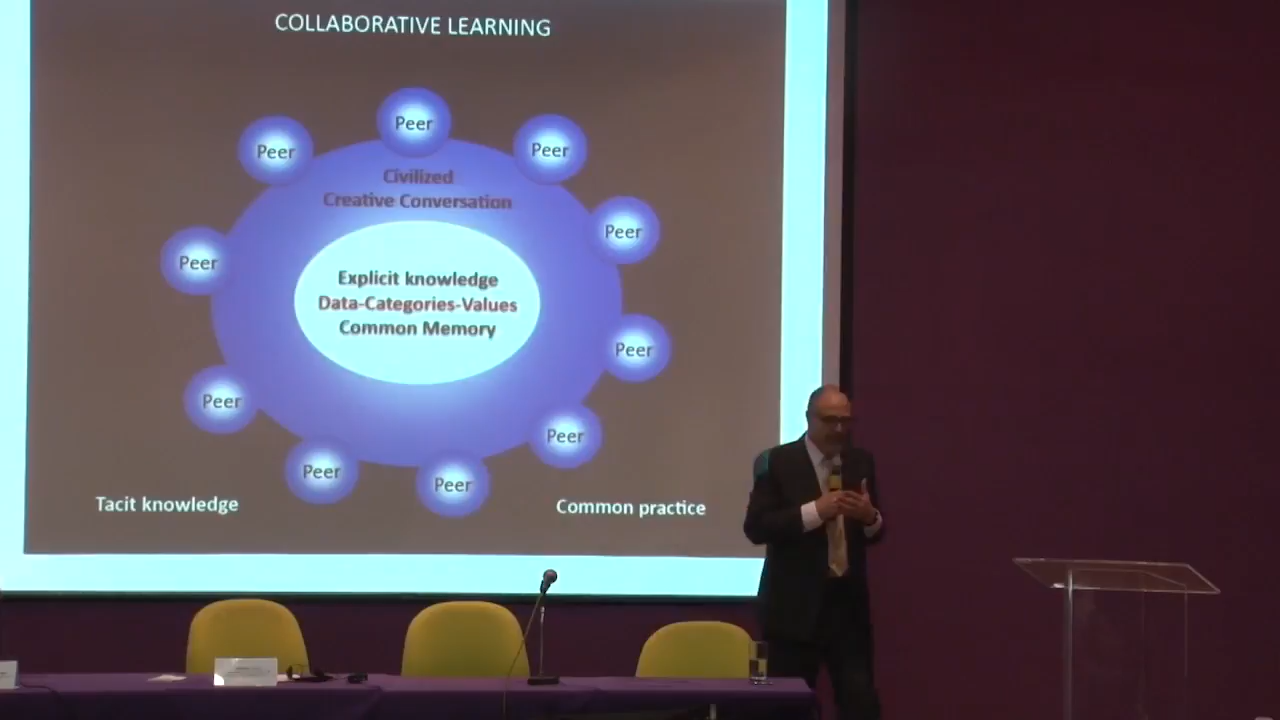 COLLABORATIVE LEARNING
Peer
Peer
Peer
Civilized
Creative Conversation
Peer
Peer
Explicit knowledge
Data-Categories-Values
Common Memory
Peer
Peer
Peer
Peer
Peer
Tacit knowledge
Common practice